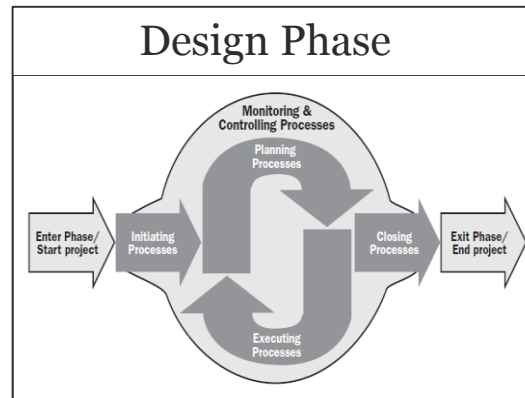 Design Phase
Monitoring &
Controlling Processes
Planning
Processes
Enter Phase/
Start project
Initiating
Processes
Closing
Processes
Exit Phase/
End project
Executing
Processes